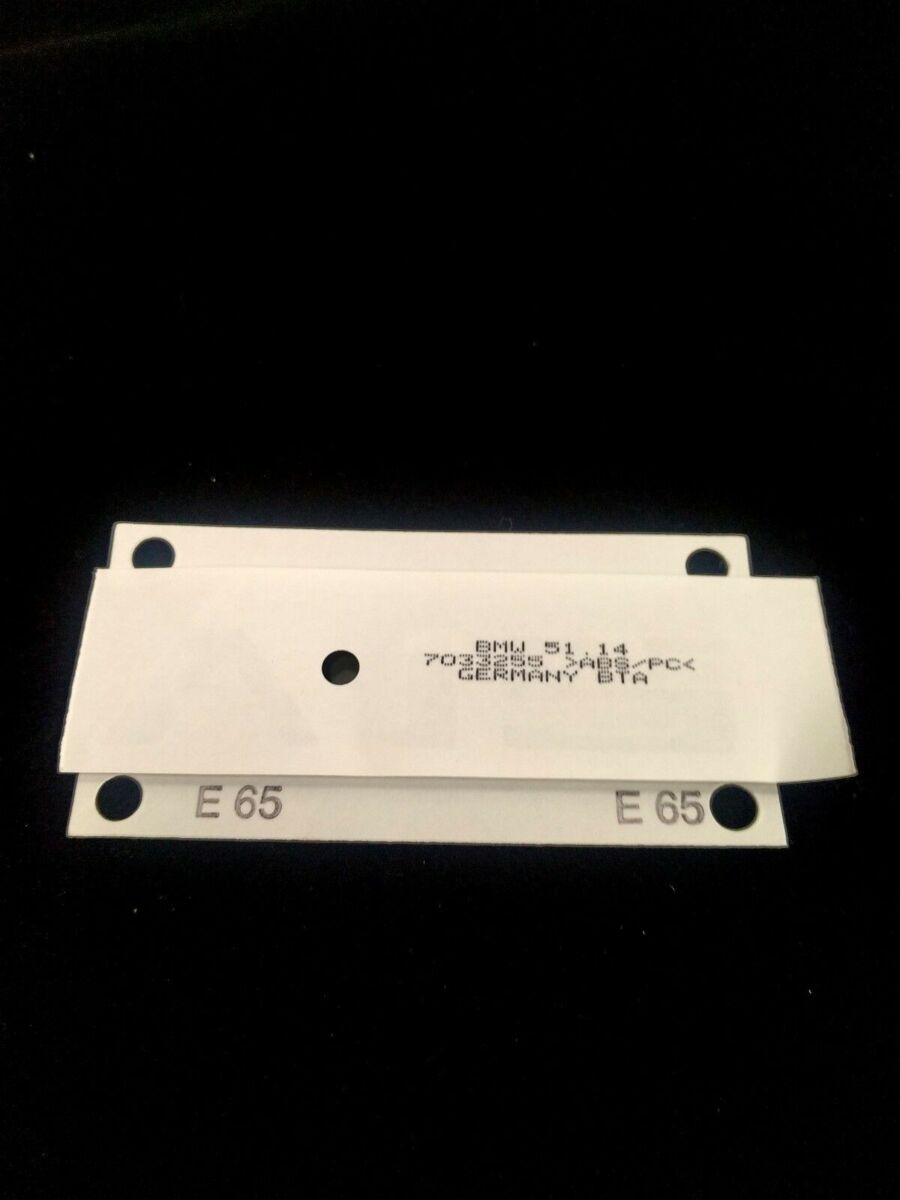 BMW 51.14
7033255 >ABS/PC<
GERMANY BTA
E 65 E 65